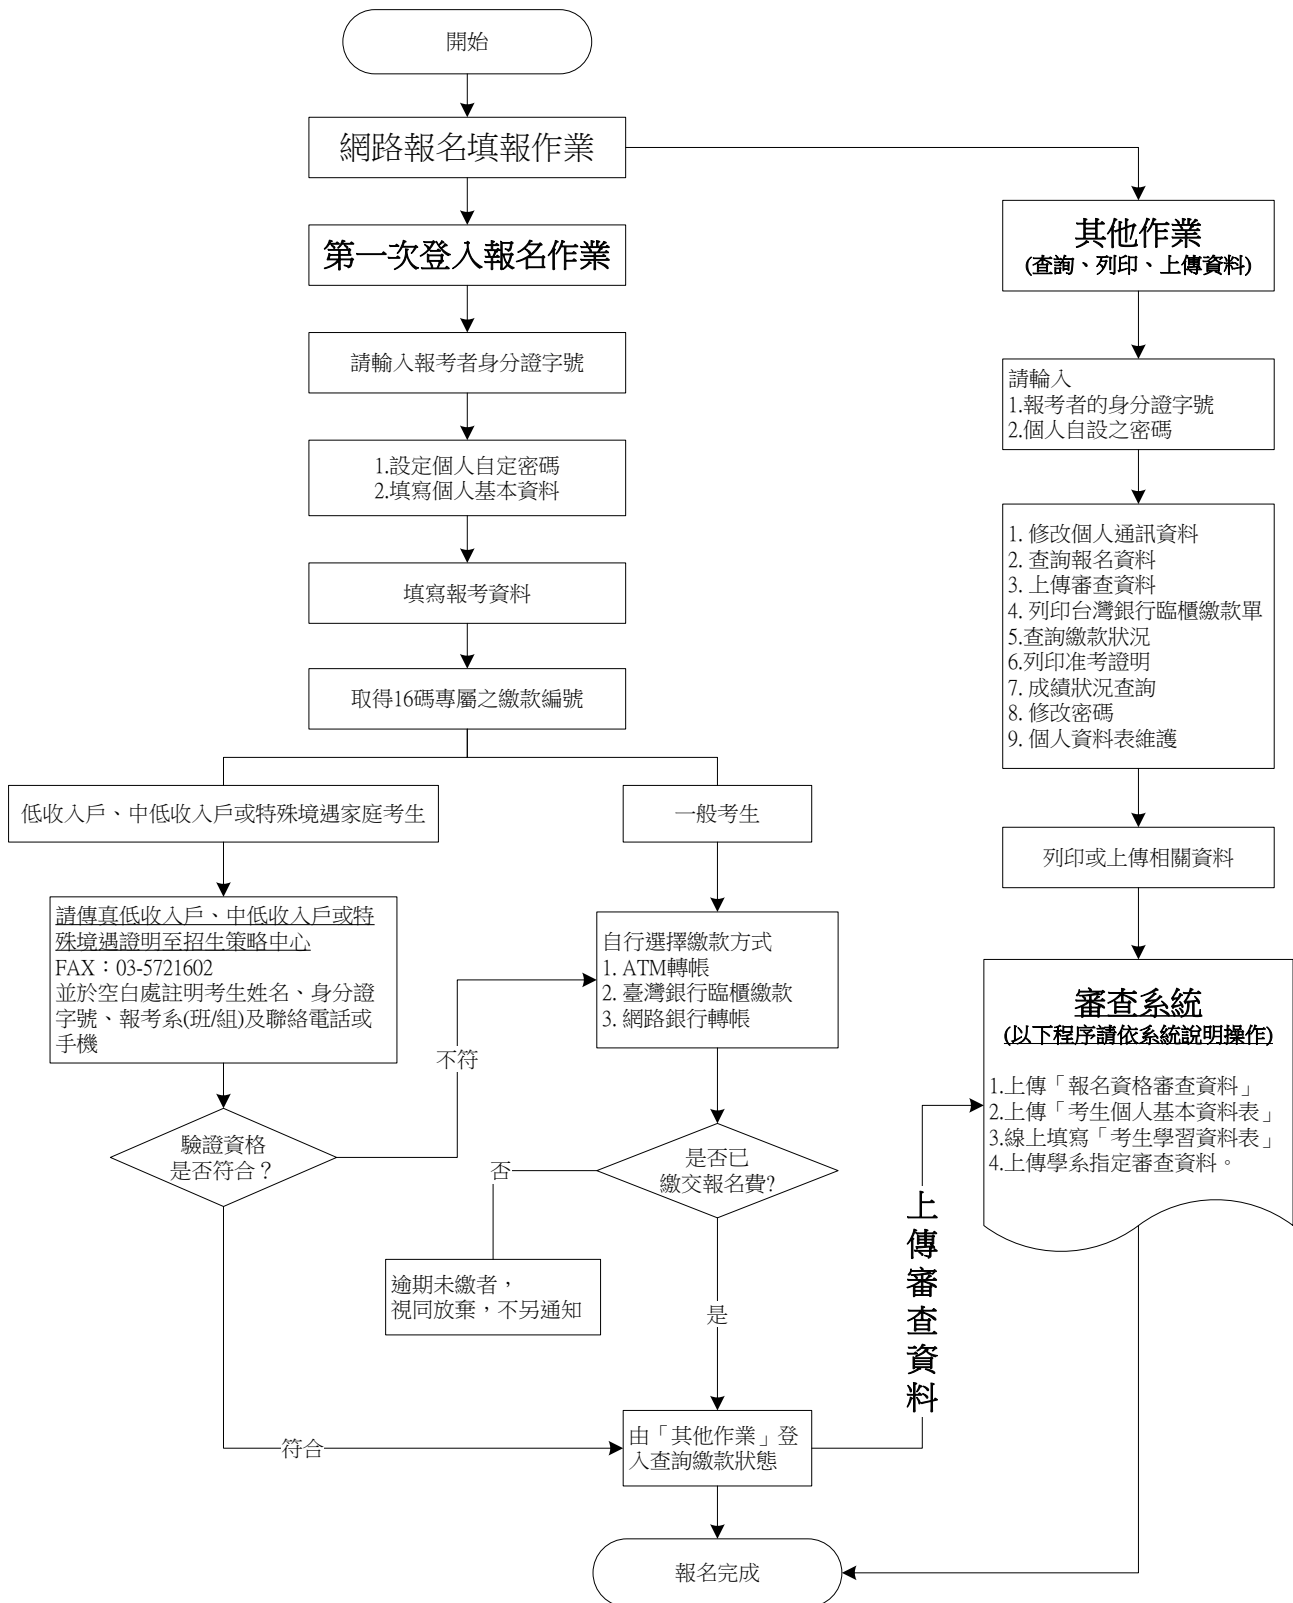 開始
網路報名填報作業
第一次登入報名作業
請輸入報考者身分證字號
1.設定個人自定密碼
2.填寫個人基本資料
填寫報考資料
取得16碼專屬之繳款編號
低收入戶、中低收入戶或特殊境遇家庭考生
一般考生
請傳真低收入戶、中低收入戶或特
殊境遇證明至招生策略中心
FAX：03-5721602
並於空白處註明考生姓名、身分證
字號、報考系(班/組)及聯絡電話或
手機
自行選擇繳款方式
1. ATM轉帳
2. 臺灣銀行臨櫃繳款
3. 網路銀行轉帳
不符
驗證資格
是否符合？
是否已
繳交報名費?
否
逾期未繳者，
視同放棄，不另通知
是
符合
由「其他作業」登
入查詢繳款狀態
報名完成
上傳審查資料
其他作業
(查詢、列印、上傳資料)
請輸入
1.報考者的身分證字號
2.個人自設之密碼
1. 修改個人通訊資料
2. 查詢報名資料
3. 上傳審查資料
4. 列印台灣銀行臨櫃繳款單
5.查詢繳款狀況
6.列印准考證明
7. 成績狀況查詢
8. 修改密碼
9. 個人資料表維護
列印或上傳相關資料
審查系統
(以下程序請依系統說明操作)
1.上傳「報名資格審查資料」
2.上傳「考生個人基本資料表」
3.線上填寫「考生學習資料表」
4.上傳學系指定審查資料。